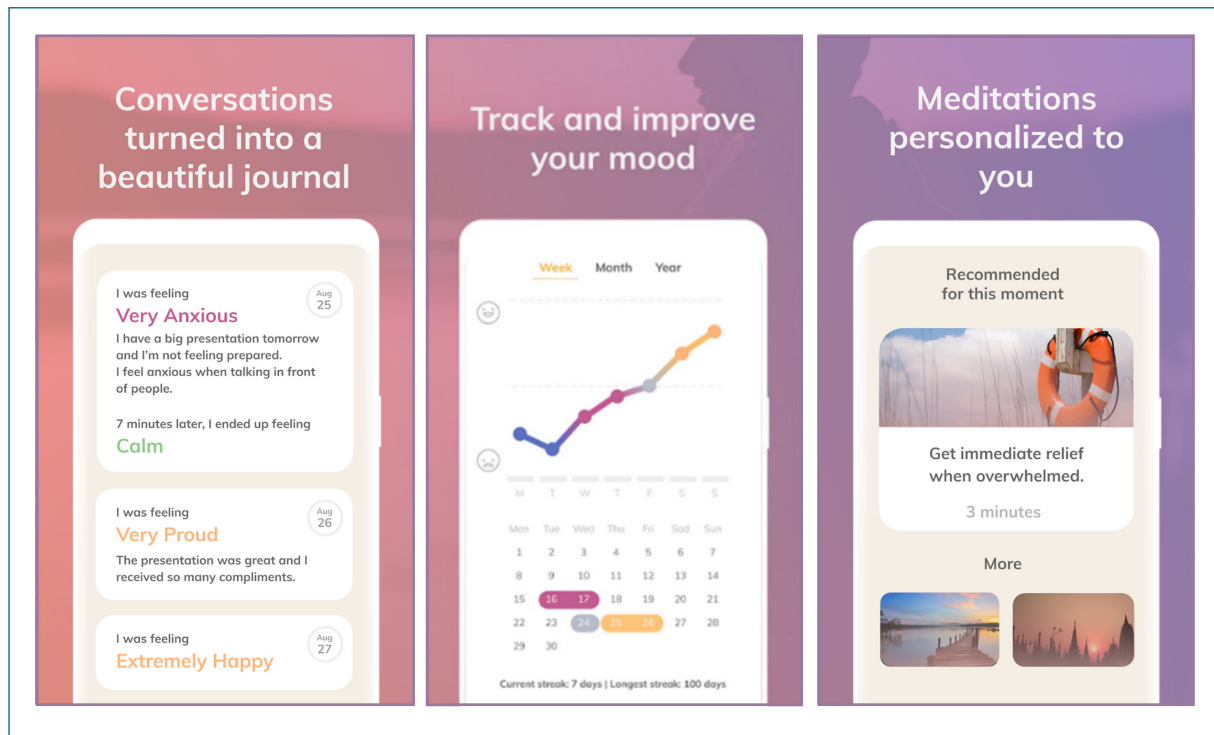 Conversations
turned into a
beautiful journal
I was feeling
Aug
25
Very Anxious
I have a big presentation tomorrow
and I'm not feeling prepared.
I feel anxious when talking in front
of people.
7 minutes later, I ended up feeling
Calm
I was feeling
Aug
26
Very Proud
The presentation was great and I
received so many compliments.
I was feeling
Aug
27
Extremely Happy
Track and improve
your mood
Week Month Year
M T W T F S S
Mon Tue Wed Thu Fri Sad Sun
1 2 3 4 5 6 7
8 9 10 11 12 13 14
15 16 17 18 19 20 21
22 23 24 25 26 27 28
29 30
Current streak: 7 days | Longest streak: 100 days
Meditations
personalized to
you
Recommended
for this moment
Get immediate relief
when overwhelmed.
3 minutes
More